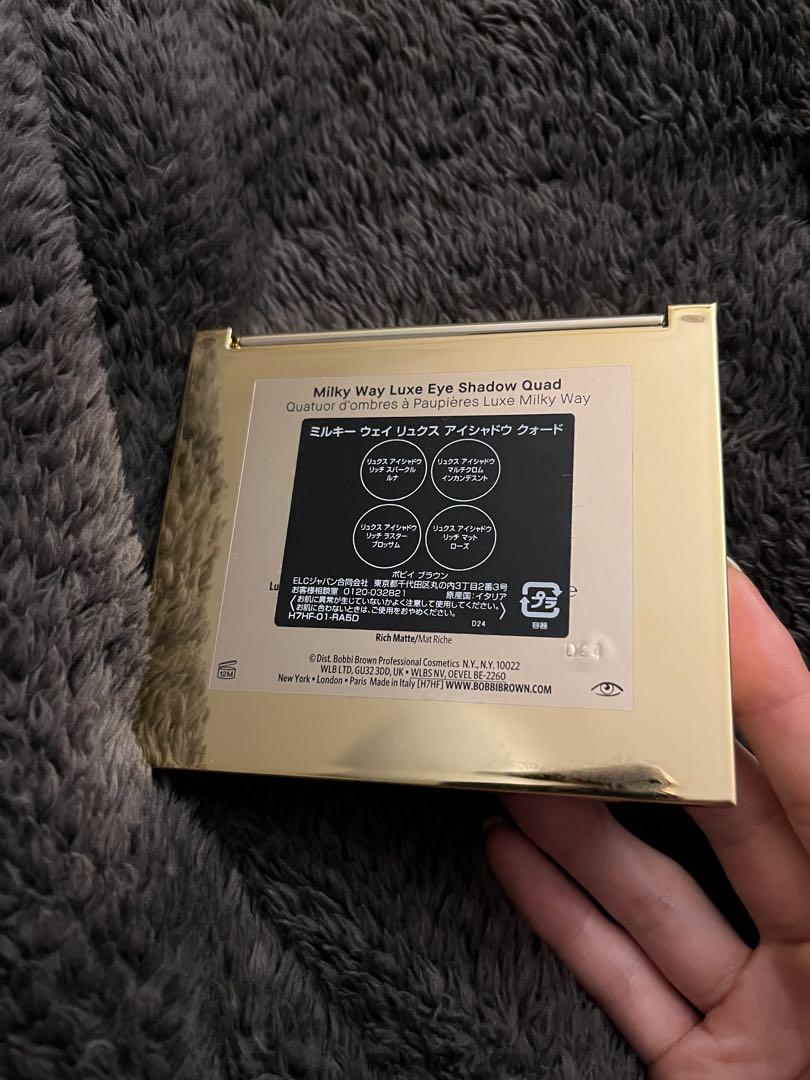 Milky Way Luxe Eye Shadow Quad
Quatuor d'ombres à Paupières Luxe Milky Way
ミルキー ウェイ リュクス アイシャドウ クォード
リュクス アイシャドウ
リッチ スパークル
ルナ
リュクス アイシャドウ
マルチクロム
インカンデスント
リュクス アイシャドウ
リッチ ラスター
ブロッサム
リュクス アイシャドウ
リッチ マット
ローズ
ボビイ ブラウン
ELCジャパン合同会社 東京都千代田区丸の内3丁目2番3号
お客様相談室 0120-032821 原産国:イタリア
〈お肌に異常が生じていないかよく注意して使用してください。
お肌に合わないときは、ご使用をおやめください。〉
H7HF-01-RA5D
D24
プラ
容器
Lu
e
Rich Matte/Mat Riche
D24
12M
© Dist. Bobbi Brown Professional Cosmetics N.Y., N.Y. 10022
WLB LTD, GU32 3DD, UK • WLBS NV, OEVEL BE-2260
New York • London • Paris Made in Italy [H7HF] WWW.BOBBIBROWN.COM